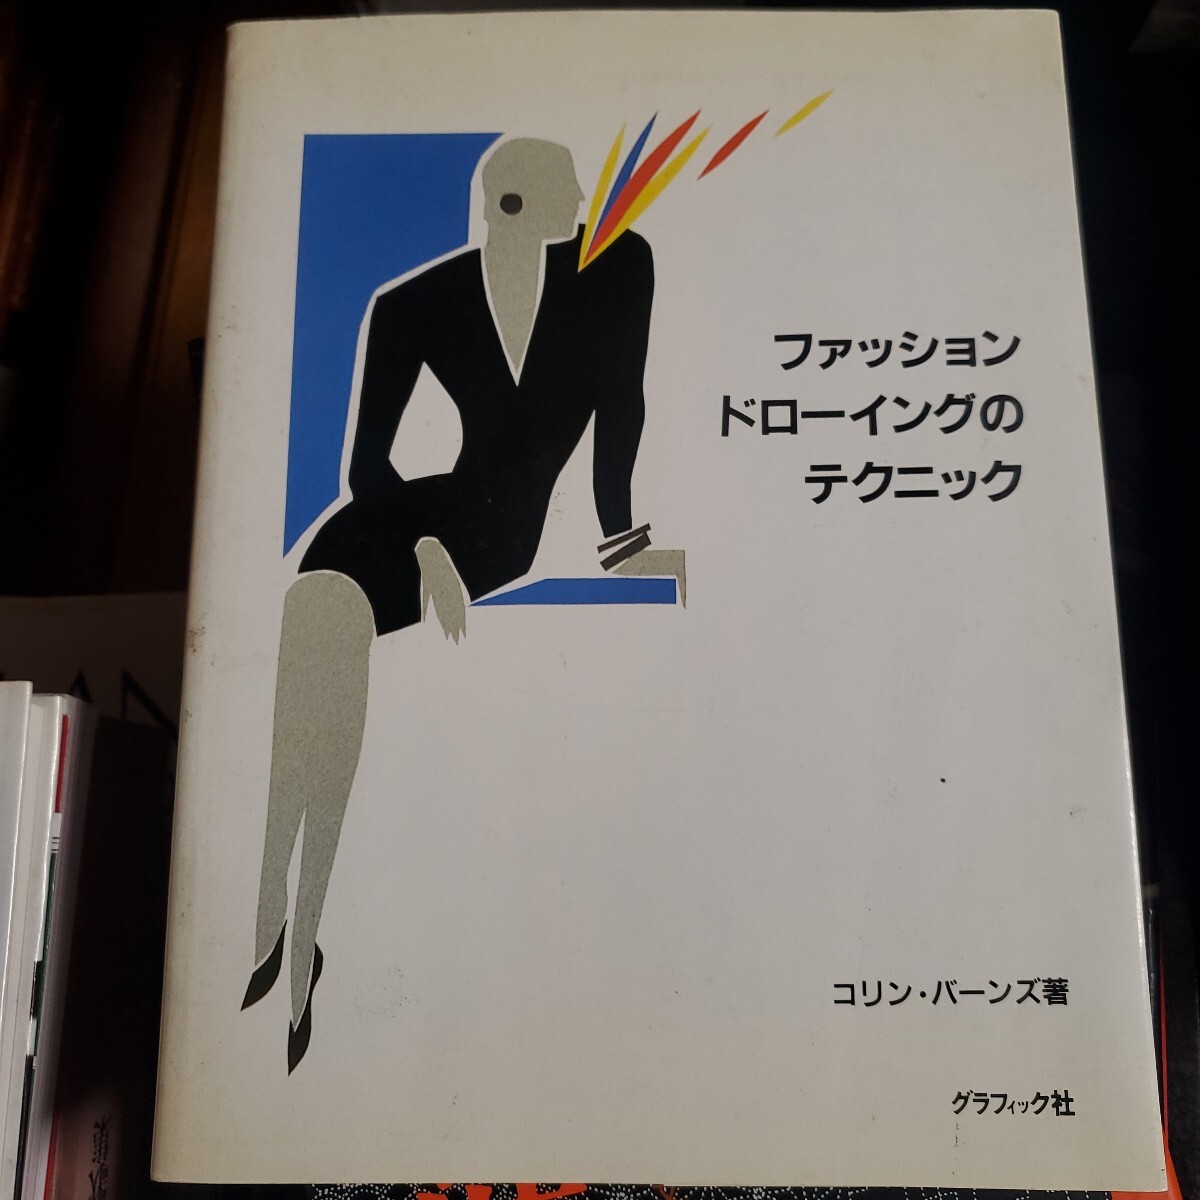 ファッション
ドローイングの
テクニック
コリン・バーンズ著
グラフィック社